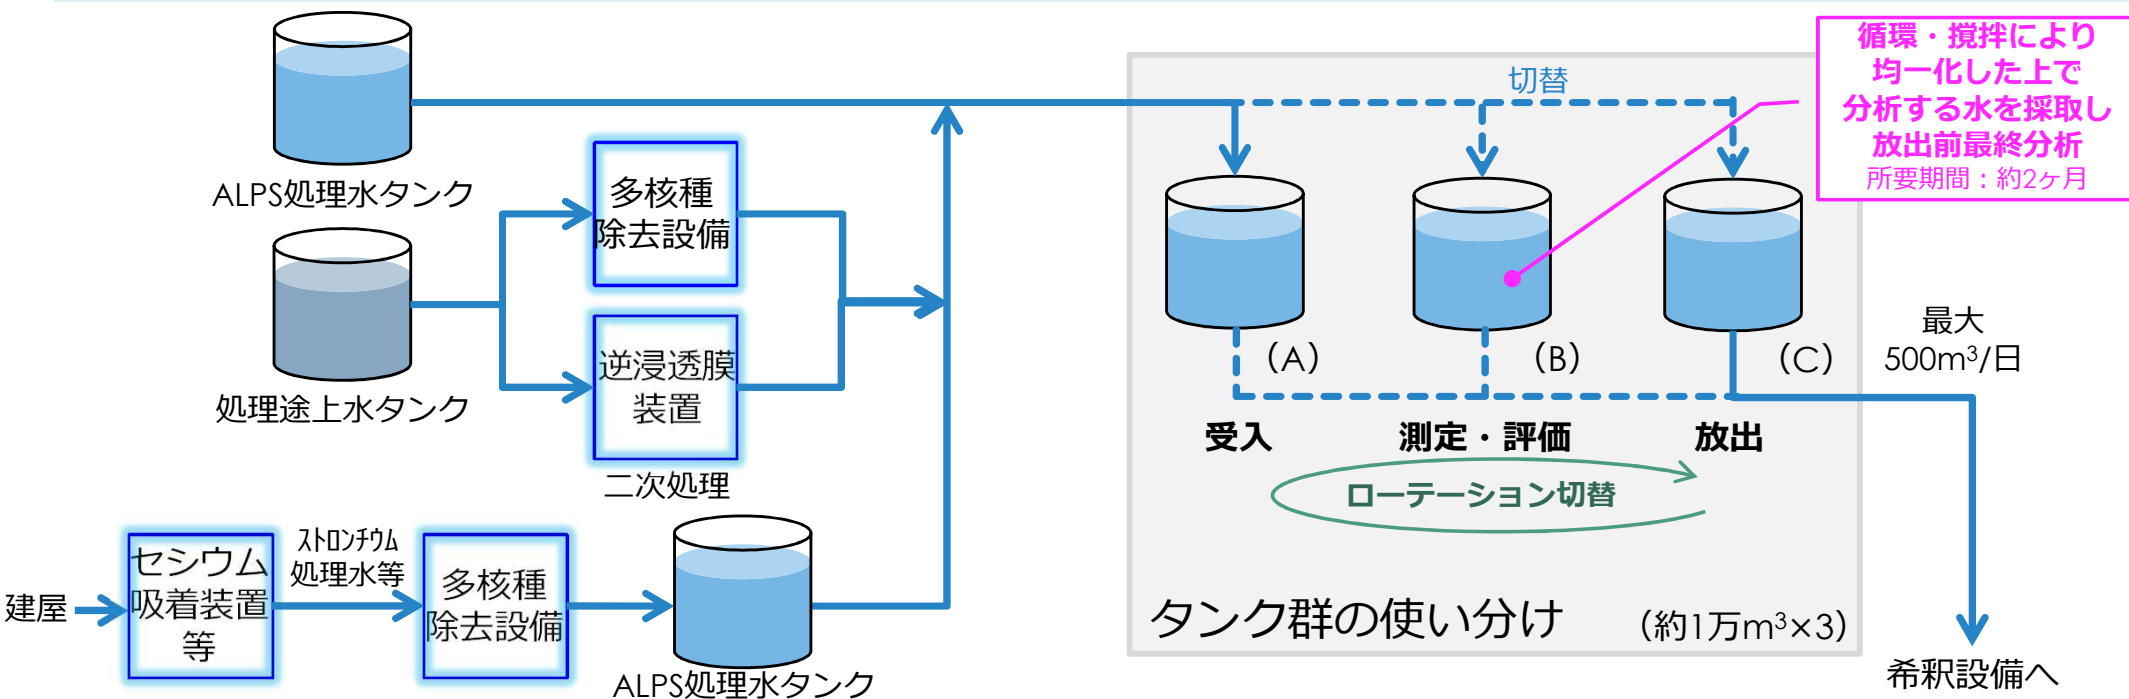 ALPS処理水タンク
処理途上水タンク
多核種
除去設備
逆浸透膜
装置
二次処理
建屋
セシウム
吸着装置
等
ｽﾄﾛﾝﾁｳﾑ
処理水等
多核種
除去設備
ALPS処理水タンク
切替
循環・撹拌により
均一化した上で
分析する水を採取し
放出前最終分析
所要期間：約2ヶ月
（A）
（B）
（C）
受入
測定・評価
放出
ローテーション切替
タンク群の使い分け
（約1万m³×3）
最大
500m³/日
希釈設備へ